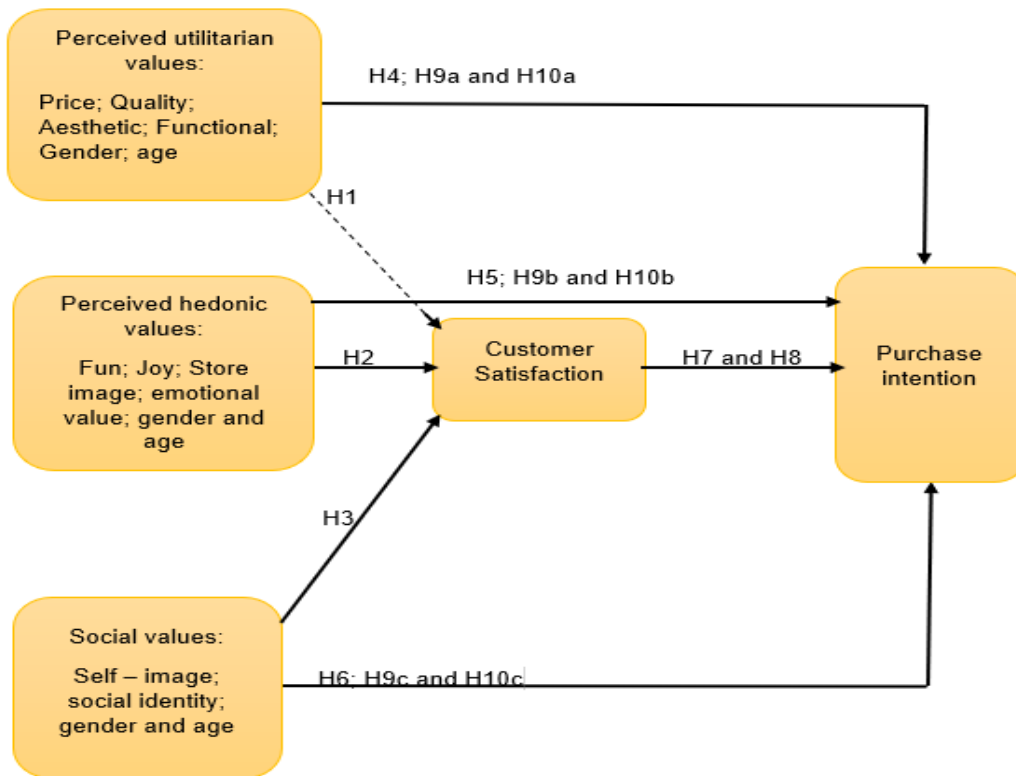 Perceived utilitarian
values:
Price; Quality;
Aesthetic; Functional;
Gender; age
H4; H9a and H10a
H1
H5; H9b and H10b
Perceived hedonic
values:
Fun; Joy; Store
image; emotional
value; gender and
age
H2
Customer
Satisfaction
H7 and H8
Purchase
intention
H3
Social values:
Self – image;
social identity;
gender and age
H6; H9c and H10c